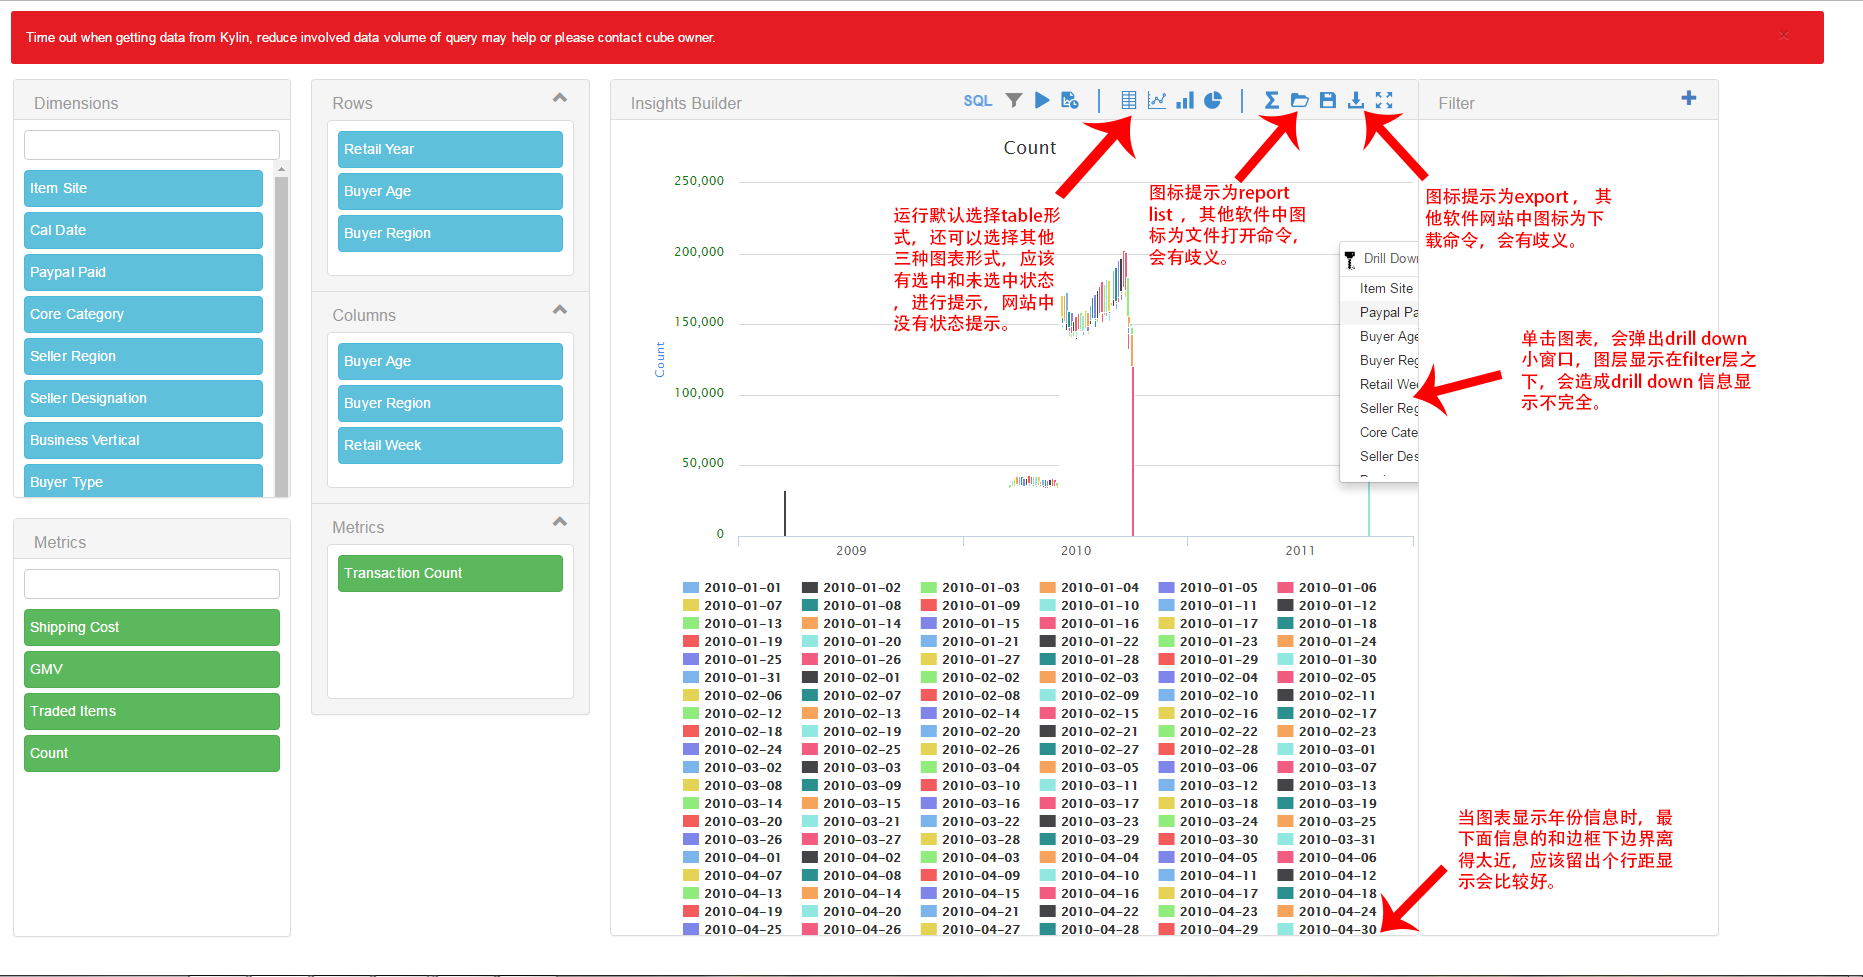 Time out when getting data from Kylin, reduce involved data volume of query may help or please contact cube owner.
×
Dimensions
Item Site
Cal Date
Paypal Paid
Core Category
Seller Region
Seller Designation
Business Vertical
Buyer Type
Metrics
Shipping Cost
GMV
Traded Items
Count
Rows
Retail Year
Buyer Age
Buyer Region
Columns
Buyer Age
Buyer Region
Retail Week
Metrics
Transaction Count
Insights Builder
SQL
Count
250,000
200,000
150,000
100,000
50,000
0
Count
2009
2010
2011
运行默认选择table形
式，还可以选择其他
三种图表形式，应该
有选中和未选中状态
，进行提示，网站中
没有状态提示。
图标提示为report
list ，其他软件中图
标为文件打开命令，
会有歧义。
Drill Down
Item Site
Paypal Pa
Buyer Age
Buyer Reg
Retail We
Seller Reg
Core Cate
Seller Des
2010-01-01 2010-01-02 2010-01-03 2010-01-04 2010-01-05 2010-01-06
2010-01-07 2010-01-08 2010-01-09 2010-01-10 2010-01-11 2010-01-12
2010-01-13 2010-01-14 2010-01-15 2010-01-16 2010-01-17 2010-01-18
2010-01-19 2010-01-20 2010-01-21 2010-01-22 2010-01-23 2010-01-24
2010-01-25 2010-01-26 2010-01-27 2010-01-28 2010-01-29 2010-01-30
2010-01-31 2010-02-01 2010-02-02 2010-02-03 2010-02-04 2010-02-05
2010-02-06 2010-02-07 2010-02-08 2010-02-09 2010-02-10 2010-02-11
2010-02-12 2010-02-13 2010-02-14 2010-02-15 2010-02-16 2010-02-17
2010-02-18 2010-02-19 2010-02-20 2010-02-21 2010-02-22 2010-02-23
2010-02-24 2010-02-25 2010-02-26 2010-02-27 2010-02-28 2010-03-01
2010-03-02 2010-03-03 2010-03-04 2010-03-05 2010-03-06 2010-03-07
2010-03-08 2010-03-09 2010-03-10 2010-03-11 2010-03-12 2010-03-13
2010-03-14 2010-03-15 2010-03-16 2010-03-17 2010-03-18 2010-03-19
2010-03-20 2010-03-21 2010-03-22 2010-03-23 2010-03-24 2010-03-25
2010-03-26 2010-03-27 2010-03-28 2010-03-29 2010-03-30 2010-03-31
2010-04-01 2010-04-02 2010-04-03 2010-04-04 2010-04-05 2010-04-06
2010-04-07 2010-04-08 2010-04-09 2010-04-10 2010-04-11 2010-04-12
2010-04-13 2010-04-14 2010-04-15 2010-04-16 2010-04-17 2010-04-18
2010-04-19 2010-04-20 2010-04-21 2010-04-22 2010-04-23 2010-04-24
2010-04-25 2010-04-26 2010-04-27 2010-04-28 2010-04-29 2010-04-30
Filter
图标提示为export ，其
他软件网站中图标为下
载命令，会有歧义。
单击图表，会弹出drill down
小窗口，图层显示在filter层之
下，会造成drill down 信息显
示不完全。
当图表显示年份信息时，最
下面信息的和边框下边界离
得太近，应该留出个行距显
示会比较好。